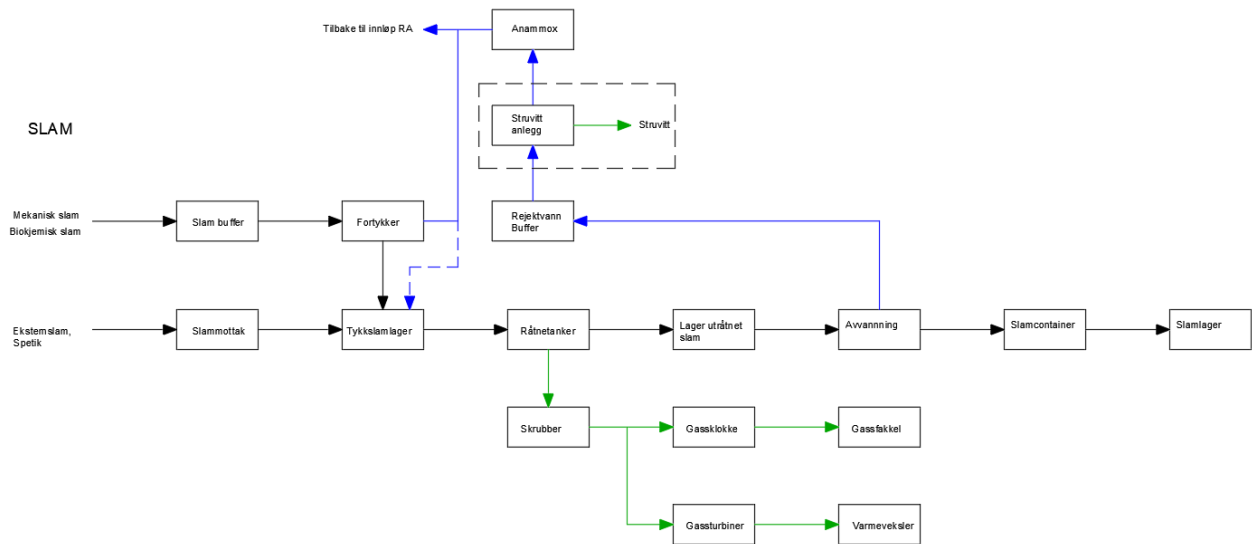 Tilbake til innløp RA
Anammox
Struvitt
anlegg
Struvitt
SLAM
Mekanisk slam
Biokjemisk slam
Slam buffer
Fortykker
Rejektvann
Buffer
Eksternslam,
Spetik
Slammottak
Tykkslamlager
Råtnetanker
Lager utråtnet
slam
Avvannning
Slamcontainer
Slamlager
Skrubber
Gassklokke
Gassfakkel
Gassturbiner
Varmeveksler